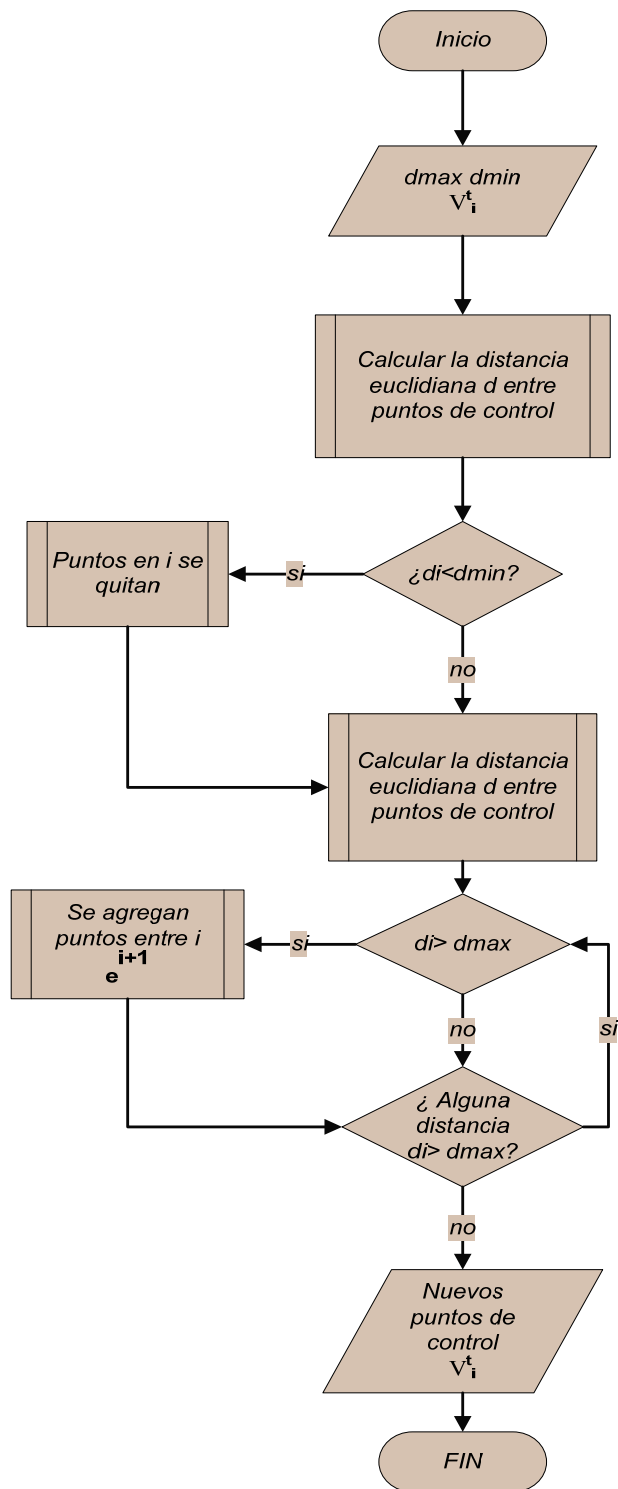 Inicio
dmax dmin
V^t_i
Calcular la distancia
euclidiana d entre
puntos de control
Puntos en i se
quitan
si
¿di<dmin?
no
Calcular la distancia
euclidiana d entre
puntos de control
Se agregan
puntos entre i
e i+1
si
di> dmax
no
si
¿ Alguna
distancia
di> dmax?
no
Nuevos
puntos de
control
V^t_i
FIN